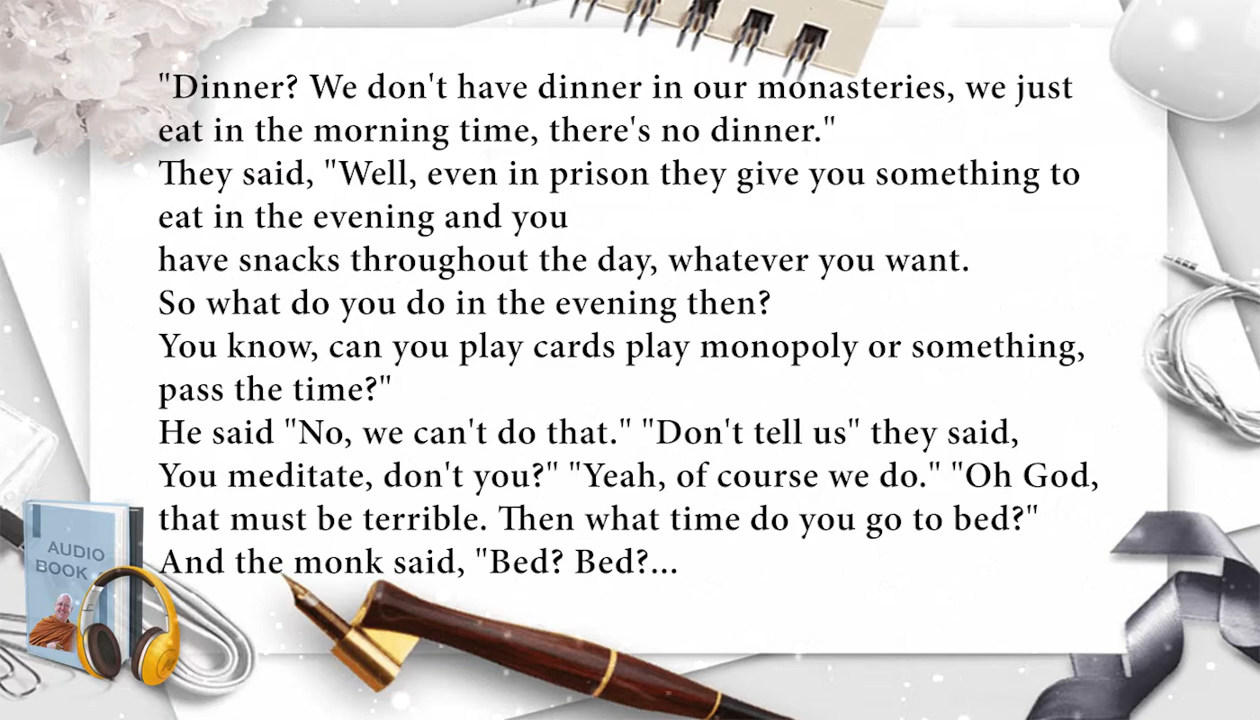 "Dinner? We don't have dinner in our monasteries, we just
eat in the morning time, there's no dinner."
They said, "Well, even in prison they give you something to
eat in the evening and you
have snacks throughout the day, whatever you want.
So what do you do in the evening then?
You know, can you play cards play monopoly or something,
pass the time?"
He said "No, we can't do that." "Don't tell us" they said,
You meditate, don't you?" "Yeah, of course we do." "Oh God,
that must be terrible. Then what time do you go to bed?"
And the monk said, "Bed? Bed?...
AUDIO
BOOK